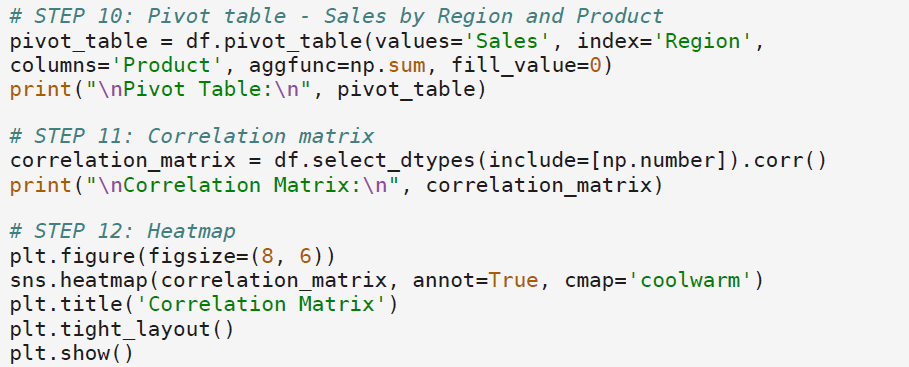 # STEP 10: Pivot table - Sales by Region and Product
pivot_table = df.pivot_table(values='Sales', index='Region',
columns='Product', aggfunc=np.sum, fill_value=0)
print("\nPivot Table:\n", pivot_table)

# STEP 11: Correlation matrix
correlation_matrix = df.select_dtypes(include=[np.number]).corr()
print("\nCorrelation Matrix:\n", correlation_matrix)

# STEP 12: Heatmap
plt.figure(figsize=(8, 6))
sns.heatmap(correlation_matrix, annot=True, cmap='coolwarm')
plt.title('Correlation Matrix')
plt.tight_layout()
plt.show()